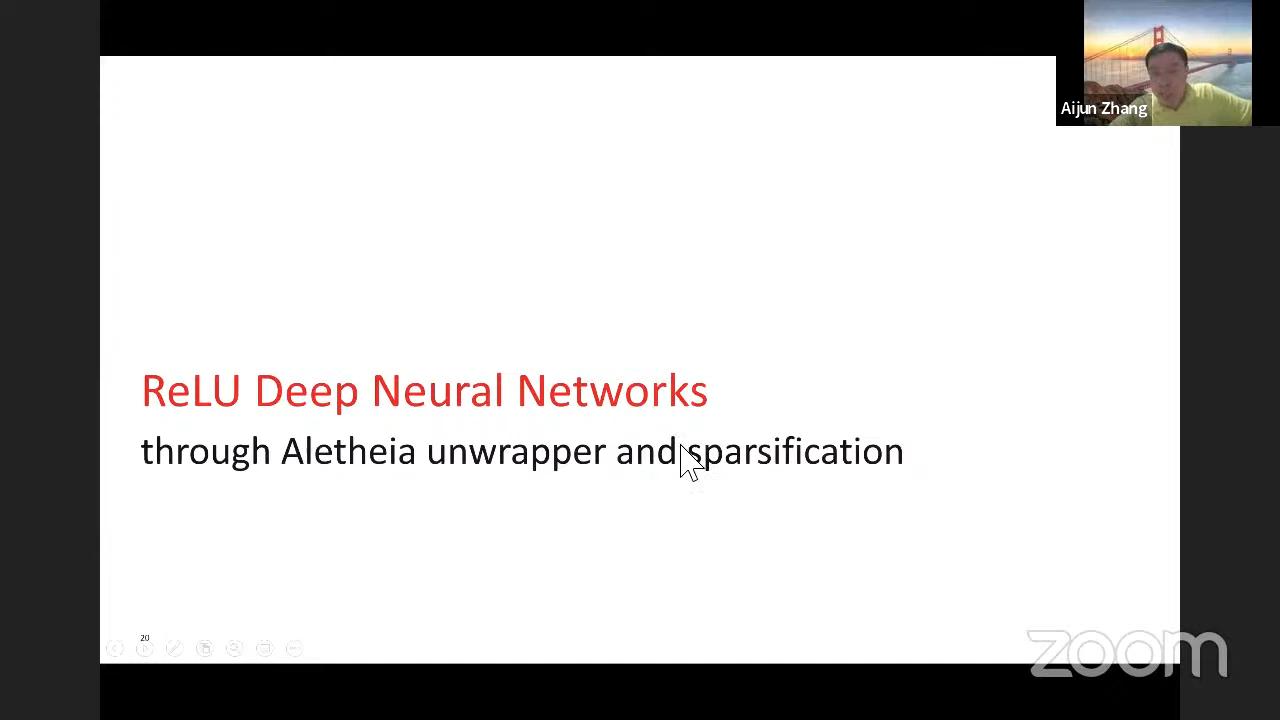 Aijun Zhang
ReLU Deep Neural Networks
through Aletheia unwrapper and sparsification
20
zoom